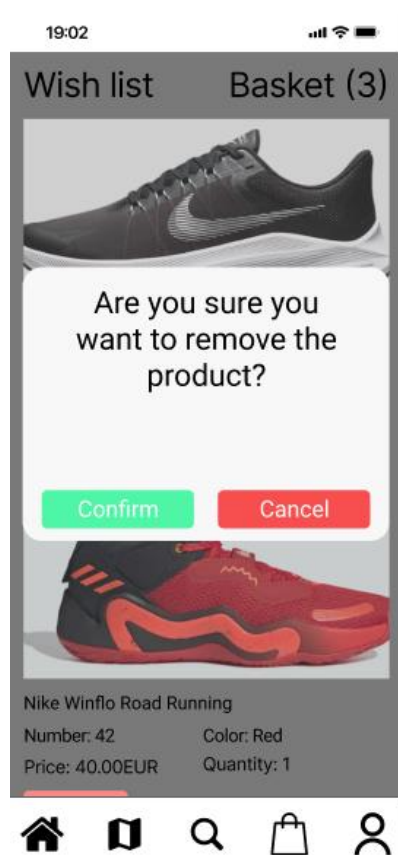 19:02
Wish list Basket (3)
Are you sure you
want to remove the
product?
Confirm Cancel
Nike Winflo Road Running
Number: 42 Color: Red
Price: 40.00EUR Quantity: 1